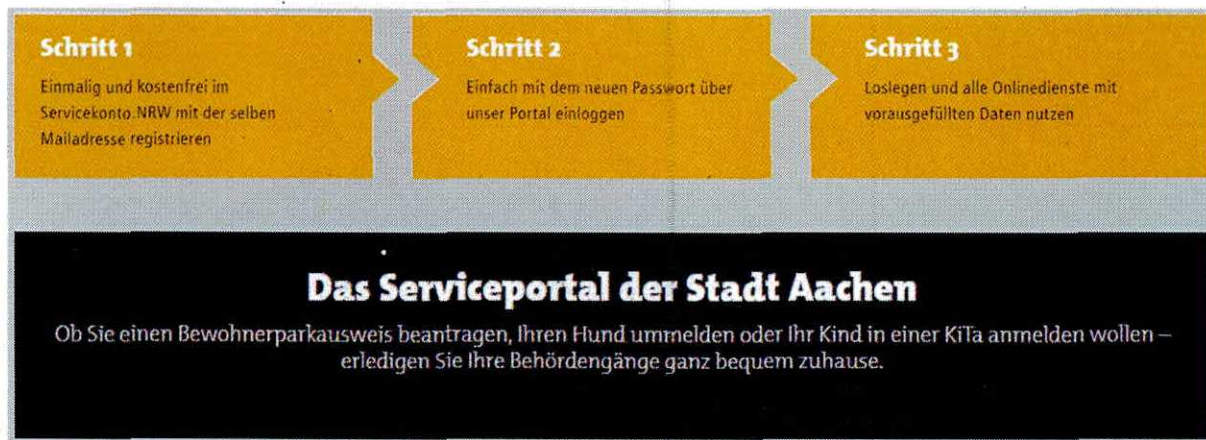 Schritt 1
Einmalig und kostenfrei im
Servicekonto.NRW mit der selben
Mailadresse registrieren
Schritt 2
Einfach mit dem neuen Passwort über
unser Portal einloggen
Schritt 3
Loslegen und alle Onlinedienste mit
vorausgefüllten Daten nutzen
Das Serviceportal der Stadt Aachen
Ob Sie einen Bewohnerparkausweis beantragen, Ihren Hund ummelden oder Ihr Kind in einer KiTa anmelden wollen –
erledigen Sie Ihre Behördengänge ganz bequem zuhause.